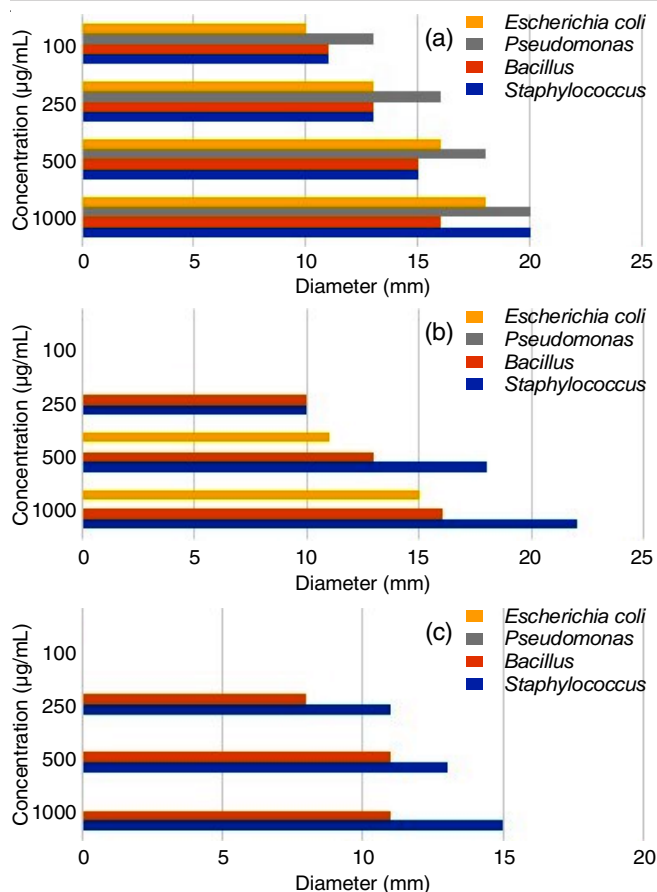 (a)
Escherichia coli
Pseudomonas
Bacillus
Staphylococcus
Concentration (µg/mL)
100
250
500
1000
0 5 10 15 20 25
Diameter (mm)
(b)
Escherichia coli
Pseudomonas
Bacillus
Staphylococcus
Concentration (µg/mL)
100
250
500
1000
0 5 10 15 20 25
Diameter (mm)
(c)
Escherichia coli
Pseudomonas
Bacillus
Staphylococcus
Concentration (µg/mL)
100
250
500
1000
0 5 10 15 20
Diameter (mm)